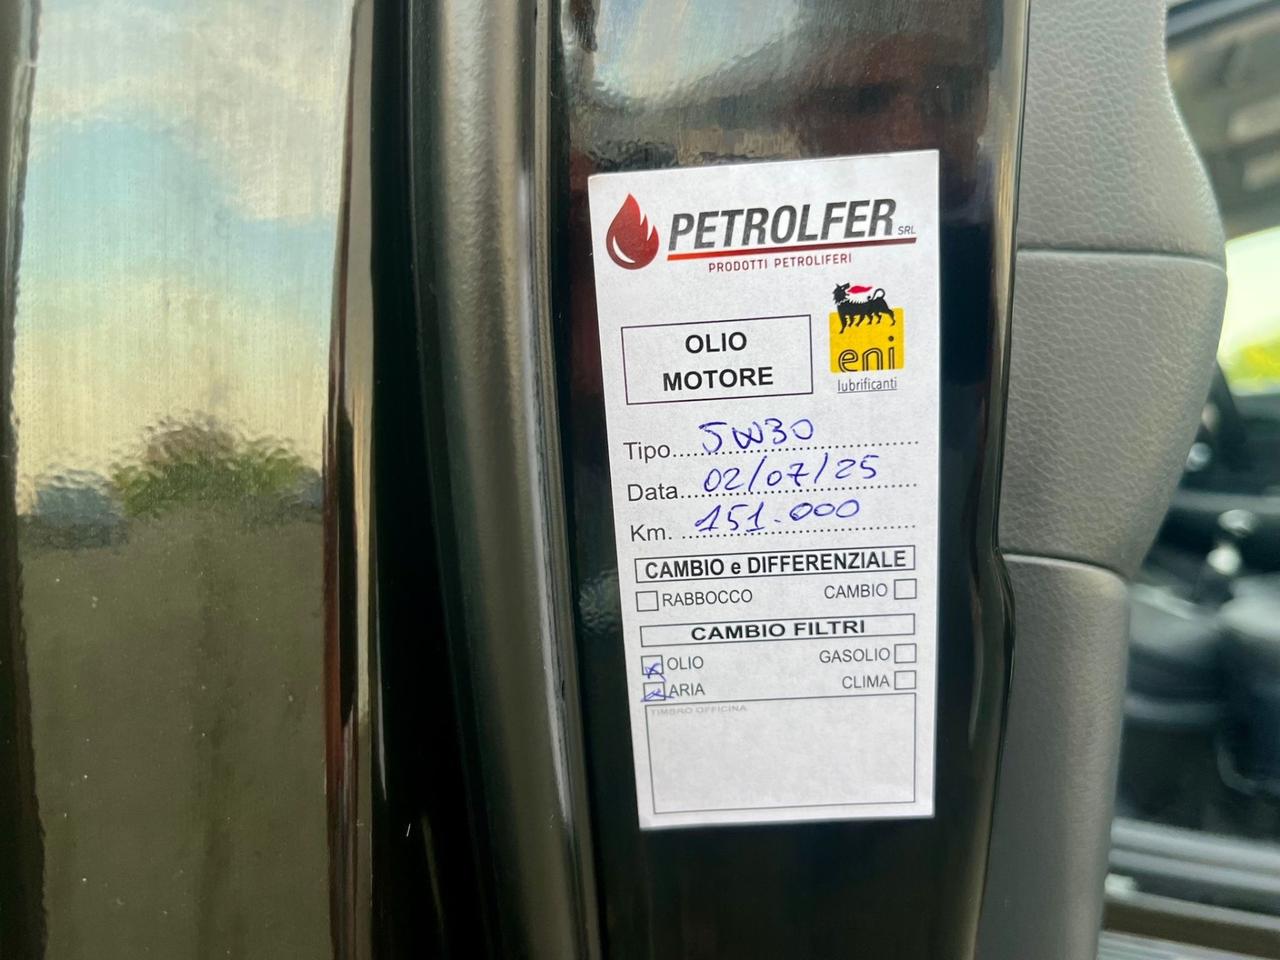 PETROLFER SRL
PRODOTTI PETROLIFERI
OLIO
MOTORE
eni
lubrificanti
Tipo.....5W30..........
Data.....02/07/25..........
Km. .....151.000..........
CAMBIO e DIFFERENZIALE
RABBOCCO CAMBIO
CAMBIO FILTRI
OLIO GASOLIO
ARIA CLIMA
TIMBRO OFFICINA